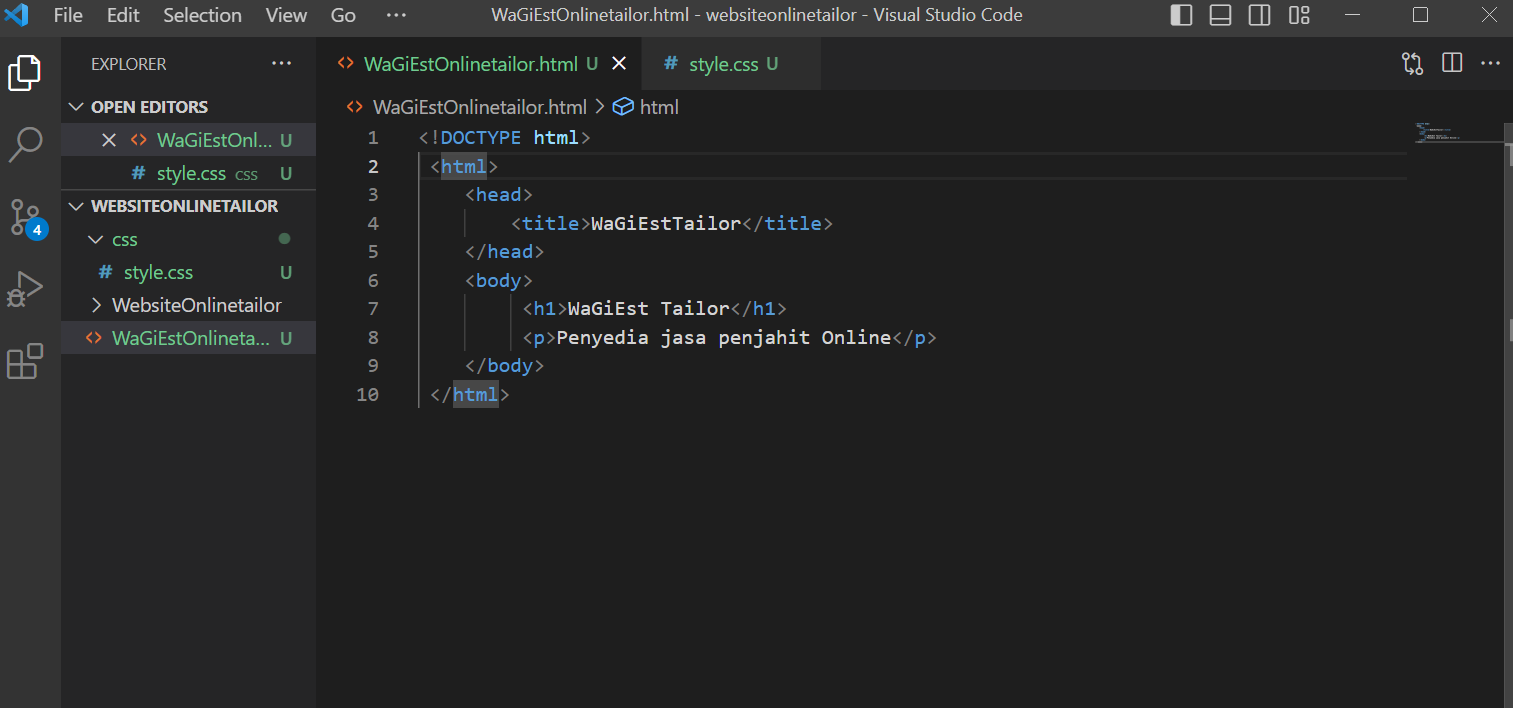 File Edit Selection View Go ··· WaGiEstOnlinetailor.html - websiteonlinetailor - Visual Studio Code
EXPLORER ···
OPEN EDITORS
WaGiEstOnl... U
style.css css U
WEBSITEONLINETAILOR
css
# style.css U
WebsiteOnlinetailor
WaGiEstOnlineta... U
4
WaGiEstOnlinetailor.html U
# style.css U
WaGiEstOnlinetailor.html > html
1 <!DOCTYPE html>
2 <html>
3 <head>
4 <title>WaGiEstTailor</title>
5 </head>
6 <body>
7 <h1>WaGiEst Tailor</h1>
8 <p>Penyedia jasa penjahit Online</p>
9 </body>
10 </html>